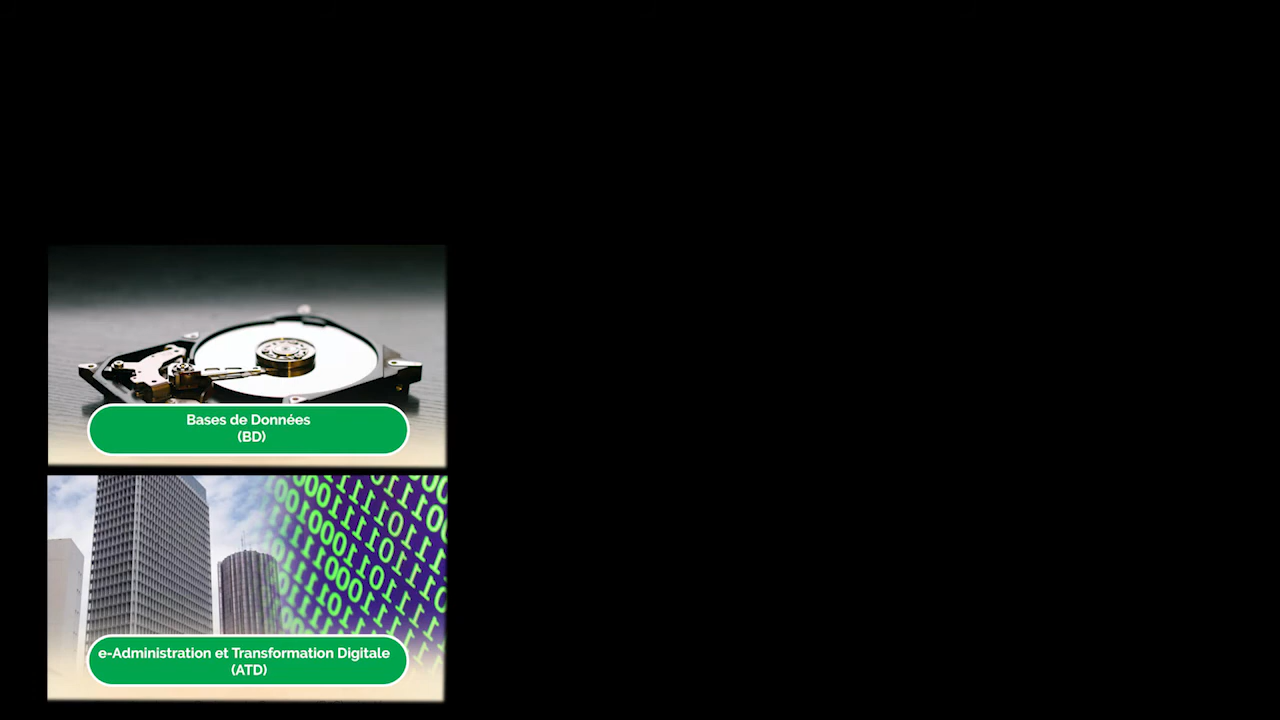 Bases de Données
(BD)
e-Administration et Transformation Digitale
(ATD)